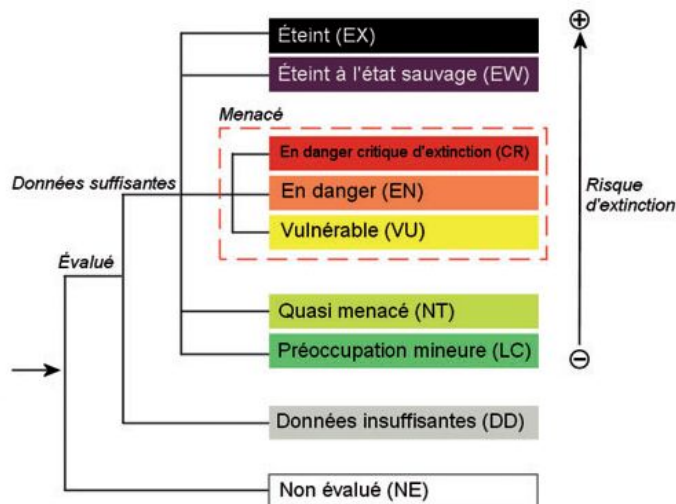 Éteint (EX)
Éteint à l'état sauvage (EW)
Menacé
En danger critique d'extinction (CR)
Données suffisantes
En danger (EN)
Risque
d'extinction
Vulnérable (VU)
Évalué
Quasi menacé (NT)
Préoccupation mineure (LC)
Données insuffisantes (DD)
Non évalué (NE)